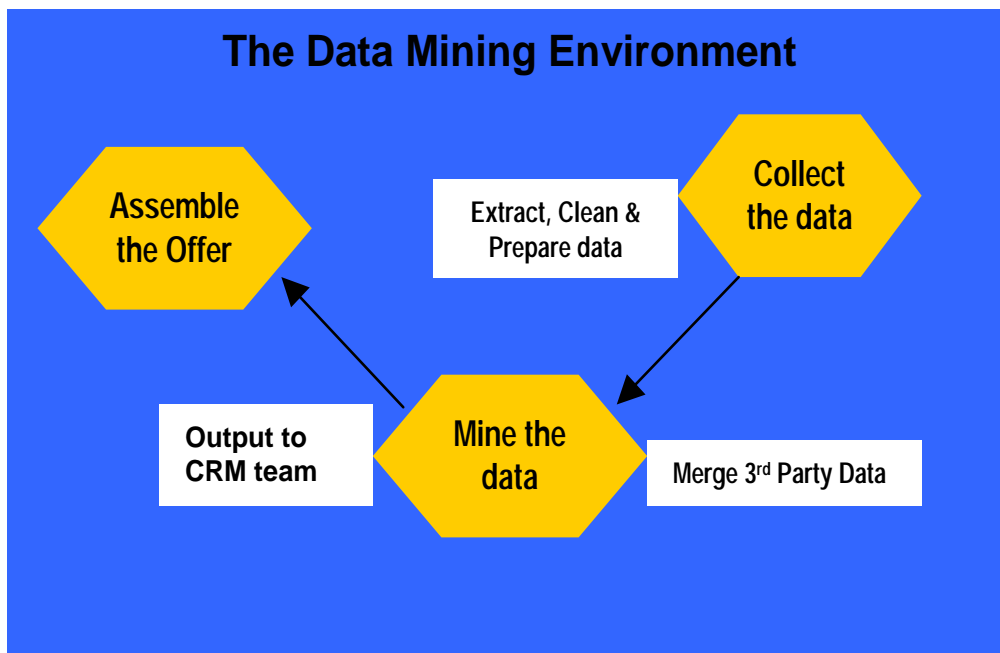 The Data Mining Environment
Assemble
the Offer
Extract, Clean &
Prepare data
Collect
the data
Output to
CRM team
Mine the
data
Merge 3rd Party Data